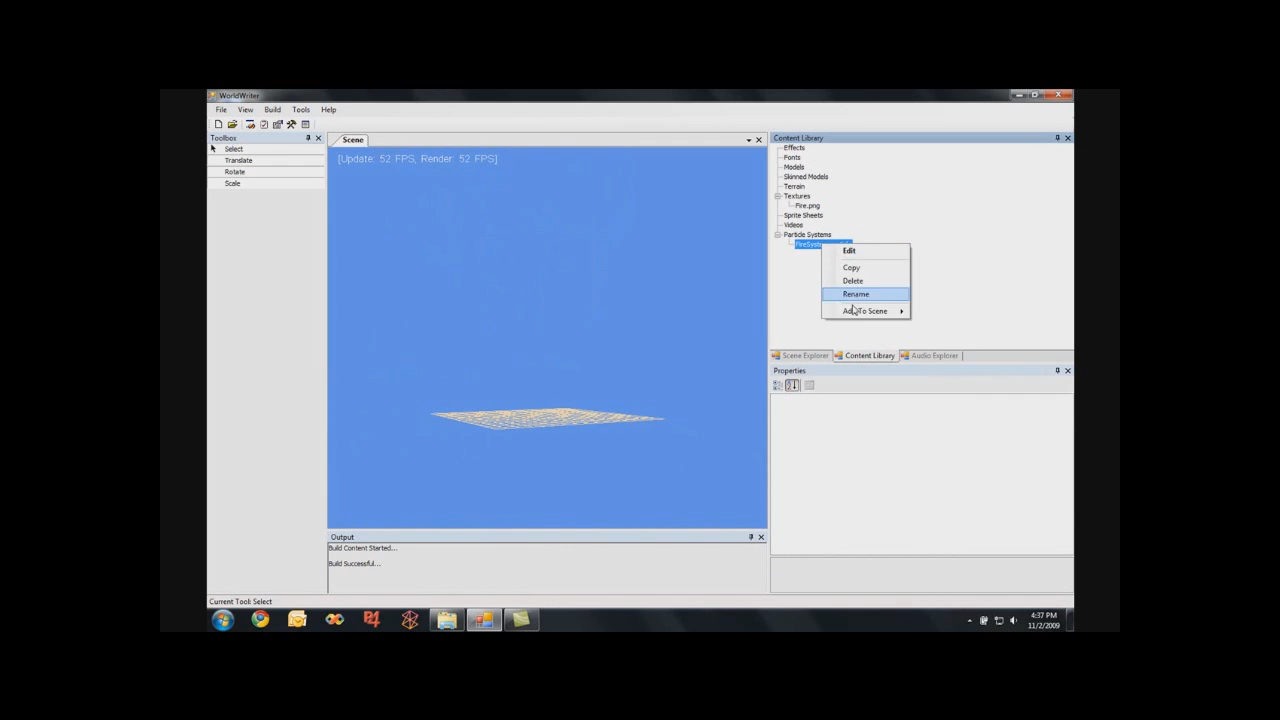 WorldWriter
File View Build Tools Help
Toolbox
Select
Translate
Rotate
Scale
Scene
[Update: 52 FPS, Render: 52 FPS]
Content Library
Effects
Fonts
Models
Skinned Models
Terrain
Textures
Fire.png
Sprite Sheets
Videos
Particle Systems
Edit
Copy
Delete
Rename
To Scene
Scene Explorer Content Library Audio Explorer
Properties
Output
Build Content Started...
Build Successful...
Current Tool: Select
4:37 PM
11/2/2009